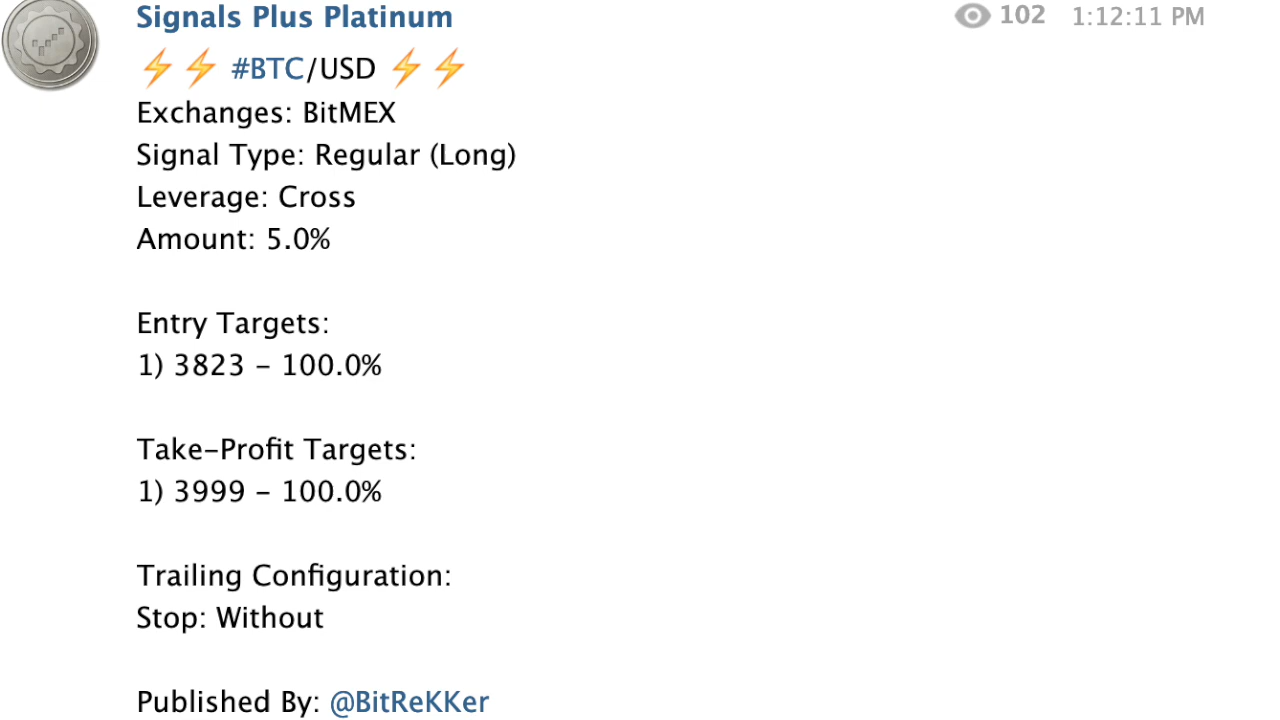 Signals Plus Platinum 102 1:12:11 PM
⚡⚡ #BTC/USD ⚡⚡
Exchanges: BitMEX
Signal Type: Regular (Long)
Leverage: Cross
Amount: 5.0%
Entry Targets:
1) 3823 – 100.0%
Take-Profit Targets:
1) 3999 – 100.0%
Trailing Configuration:
Stop: Without
Published By: @BitReKKer